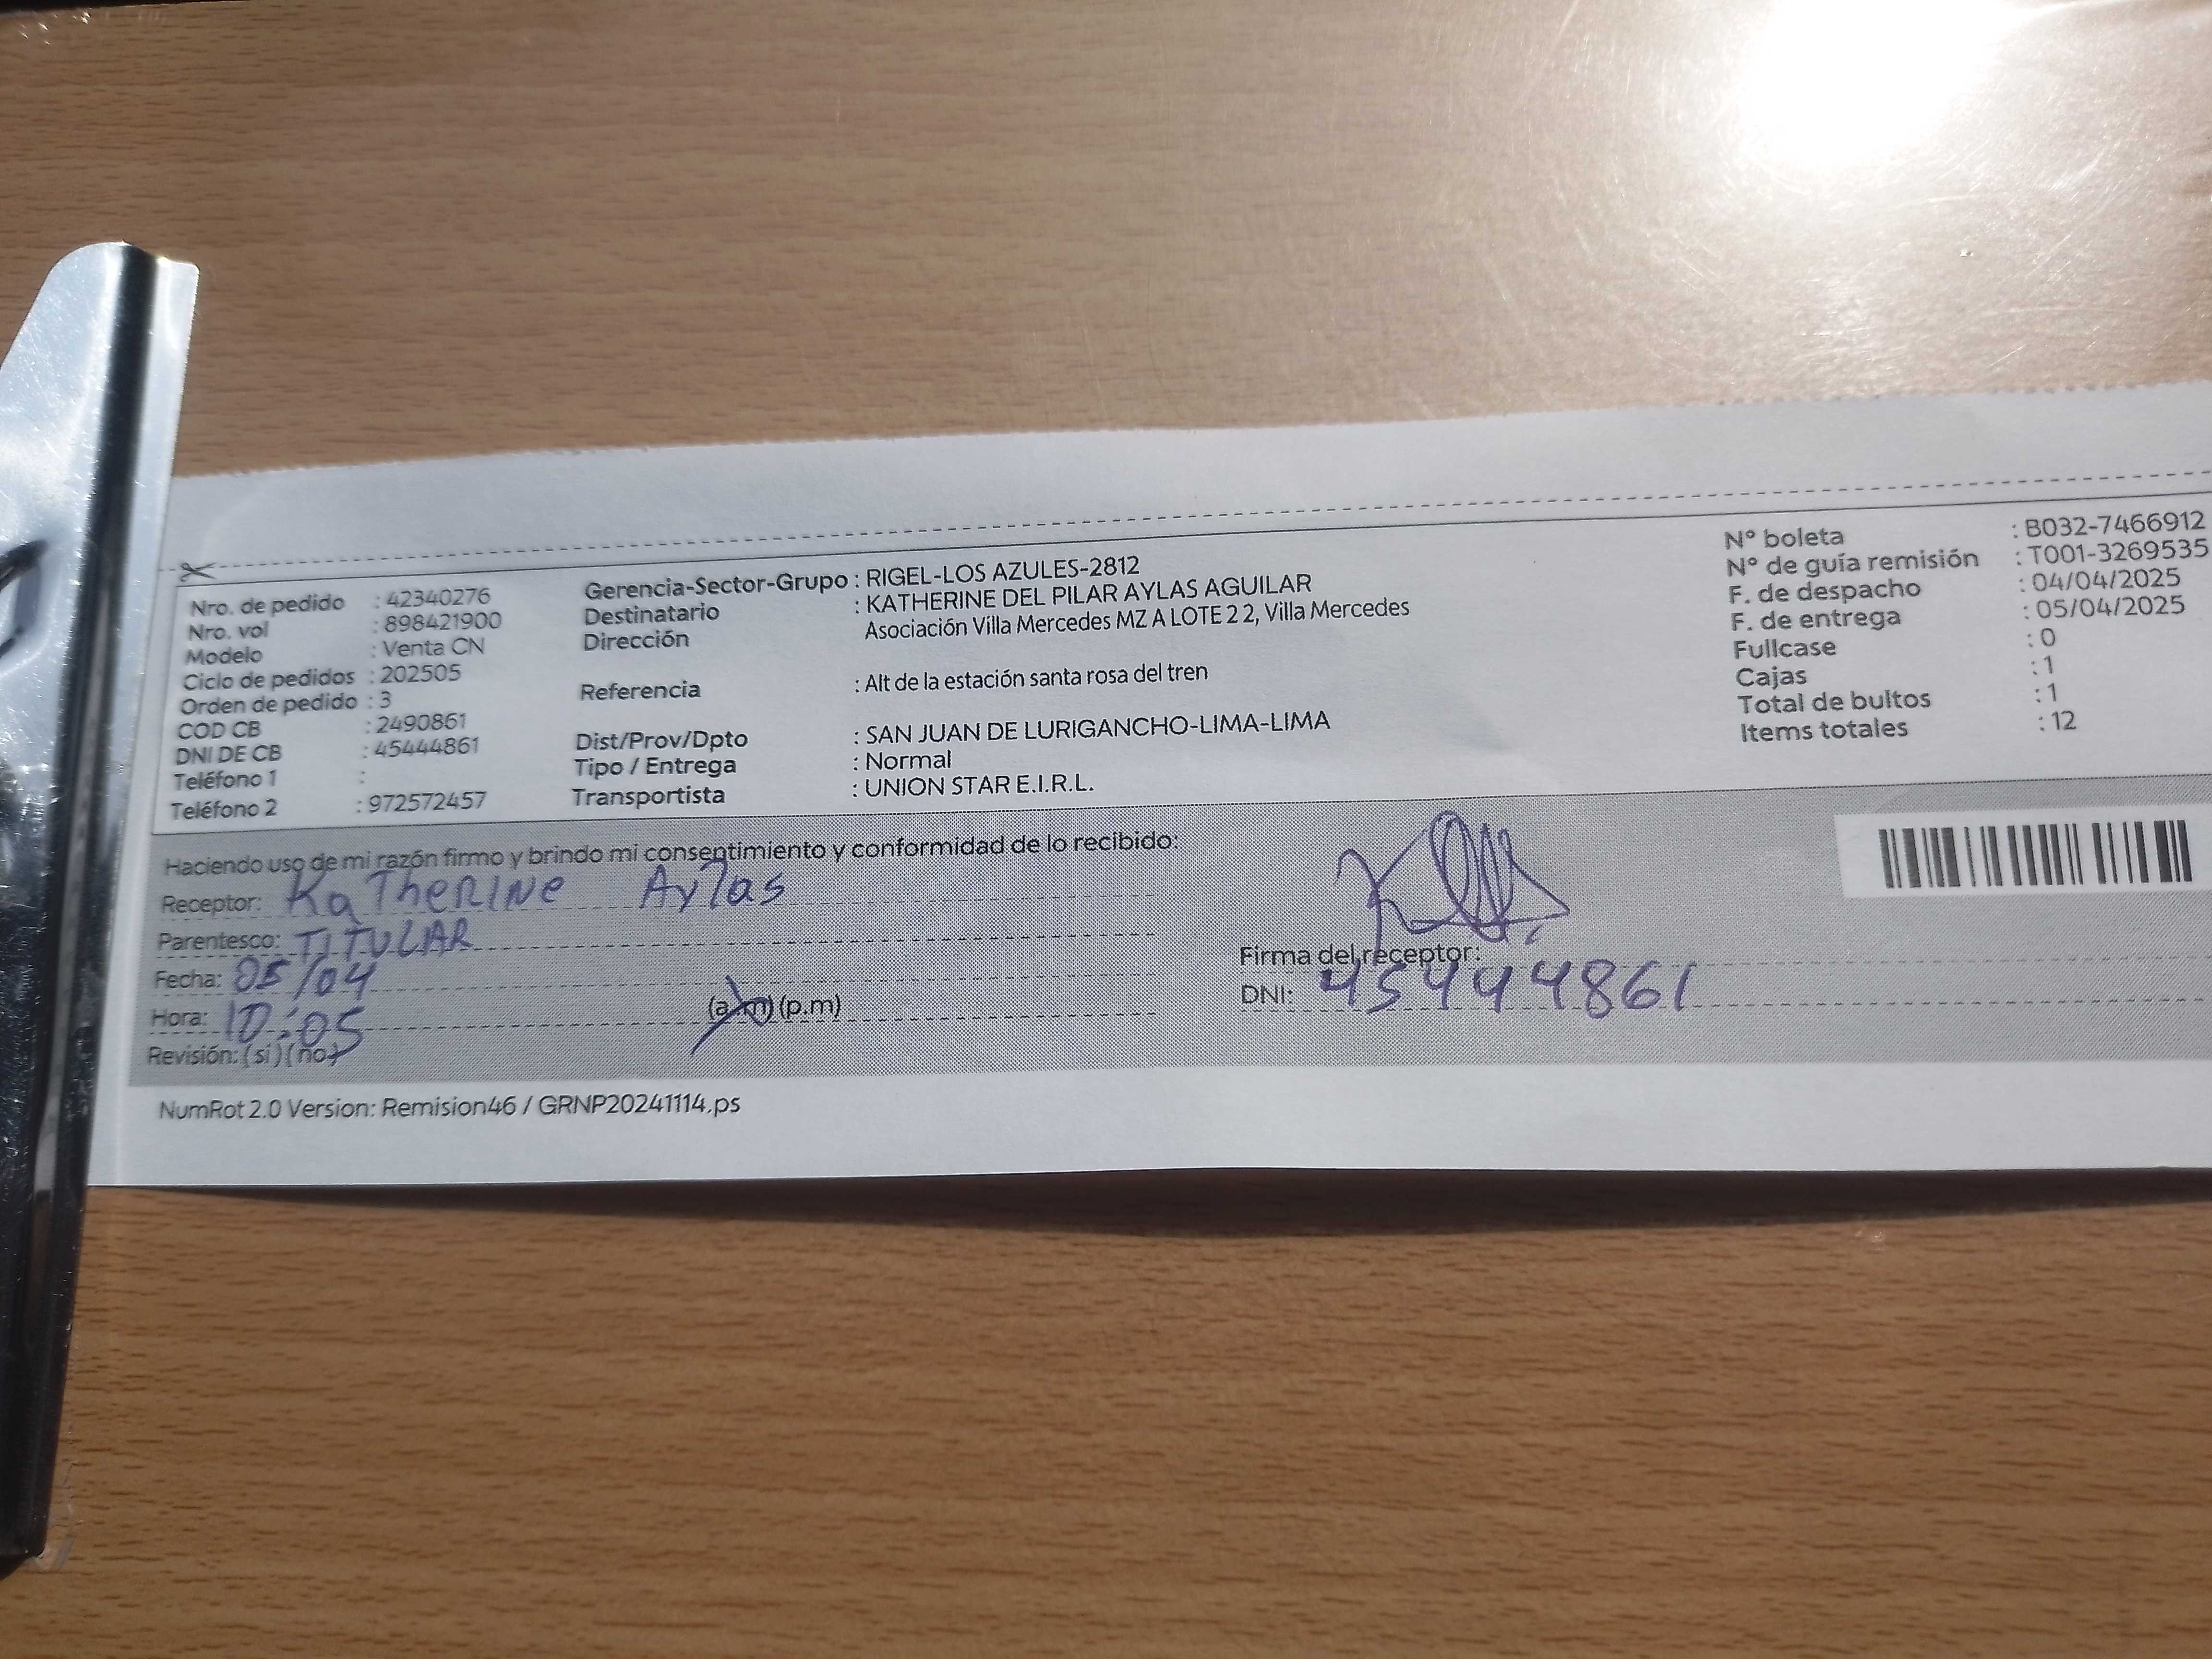 Nro. de pedido : 42340276
Nro. vol : 898421900
Modelo : Venta CN
Ciclo de pedidos : 202505
Orden de pedido : 3
COD CB : 2490861
DNI DE CB : 45444861
Teléfono 1 :
Teléfono 2 : 972572457
Gerencia-Sector-Grupo : RIGEL-LOS AZULES-2812
Destinatario : KATHERINE DEL PILAR AYLAS AGUILAR
Dirección Asociación Villa Mercedes MZ A LOTE 2 2, Villa Mercedes
Referencia : Alt de la estación santa rosa del tren
Dist/Prov/Dpto : SAN JUAN DE LURIGANCHO-LIMA-LIMA
Tipo / Entrega : Normal
Transportista : UNION STAR E.I.R.L.
N° boleta : B032-7466912
N° de guía remisión : T001-3269535
F. de despacho : 04/04/2025
F. de entrega : 05/04/2025
Fullcase : 0
Cajas : 1
Total de bultos : 1
Items totales : 12
Haciendo uso de mi razón firmo y brindo mi consentimiento y conformidad de lo recibido:
Receptor: KaTheRINe Aylas
Parentesco: TITULAR
Fecha: 05/04
Hora: 10:05 (a.m) (p.m)
Revisión: (si) (no)
Firma del receptor:
DNI: 45444861
NumRot 2.0 Version: Remision46 / GRNP20241114.ps